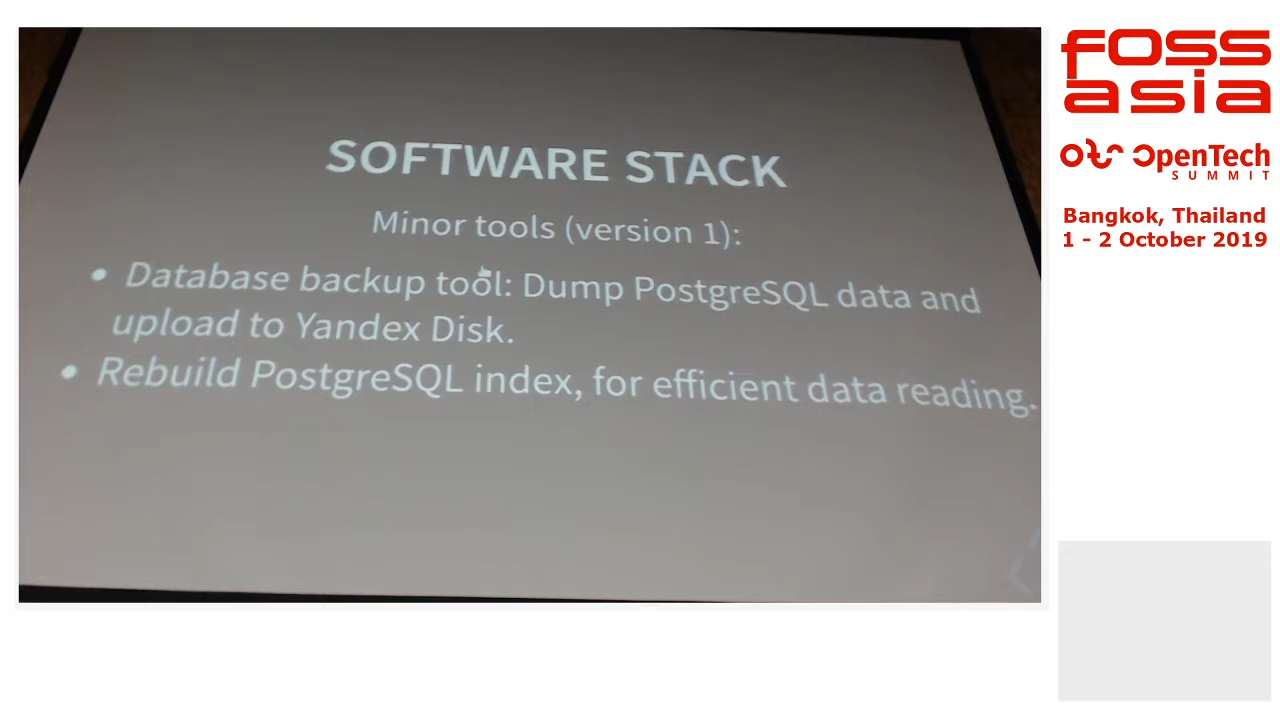 SOFTWARE STACK
Minor tools (version 1):
• Database backup tool: Dump PostgreSQL data and
upload to Yandex Disk.
• Rebuild PostgreSQL index, for efficient data reading.
fOSS
asia
OpenTech
SUMMIT
Bangkok, Thailand
1 - 2 October 2019